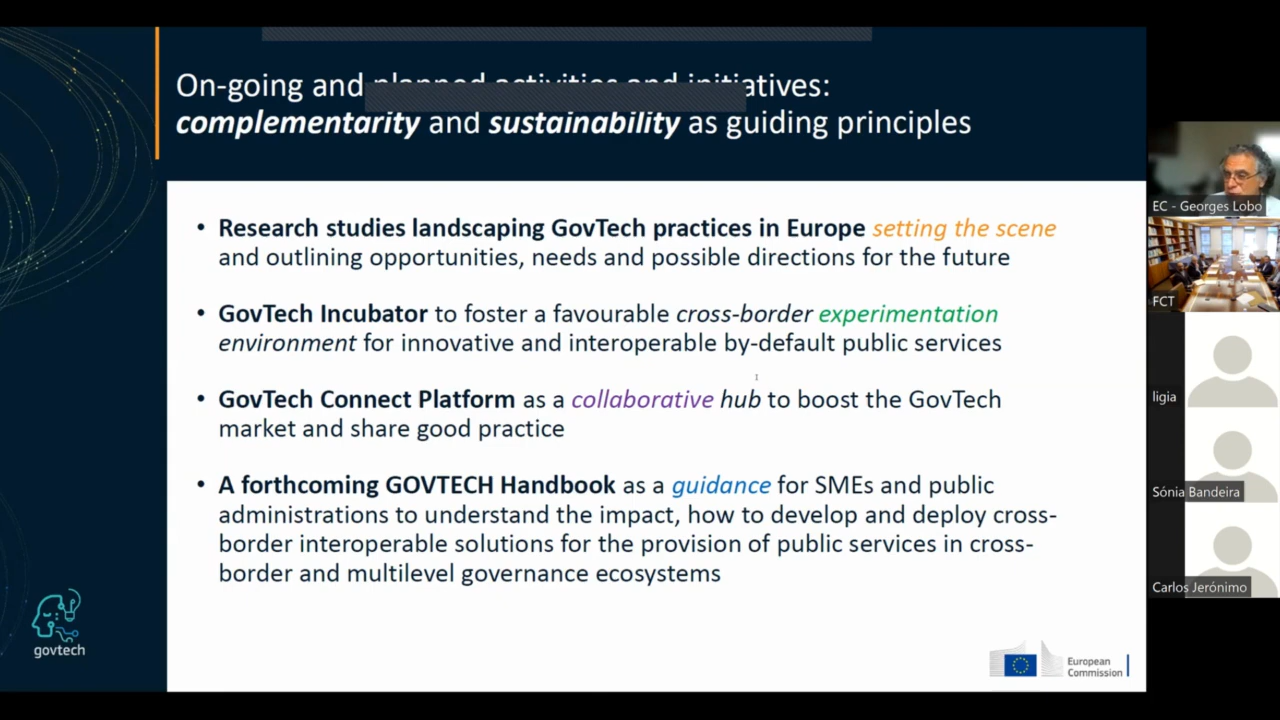 On-going and planned activities and initiatives:
complementarity and sustainability as guiding principles
• Research studies landscaping GovTech practices in Europe setting the scene
and outlining opportunities, needs and possible directions for the future
• GovTech Incubator to foster a favourable cross-border experimentation
environment for innovative and interoperable by-default public services
• GovTech Connect Platform as a collaborative hub to boost the GovTech
market and share good practice
• A forthcoming GOVTECH Handbook as a guidance for SMEs and public
administrations to understand the impact, how to develop and deploy cross-
border interoperable solutions for the provision of public services in cross-
border and multilevel governance ecosystems
govtech
European
Commission
EC - Georges Lobo
FCT
ligia
Sónia Bandeira
Carlos Jerónimo